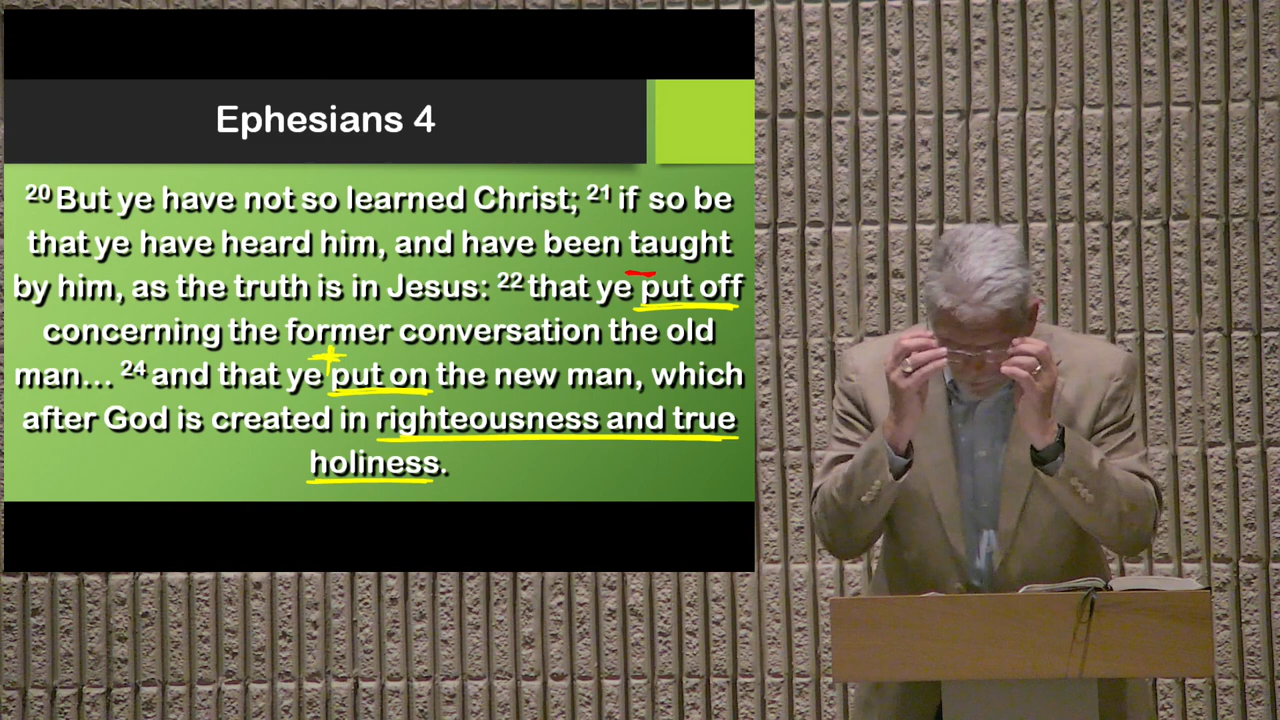 Ephesians 4
20 But ye have not so learned Christ; 21 if so be
that ye have heard him, and have been taught
by him, as the truth is in Jesus: 22 that ye put off
concerning the former conversation the old
man... 24 and that ye put on the new man, which
after God is created in righteousness and true
holiness.